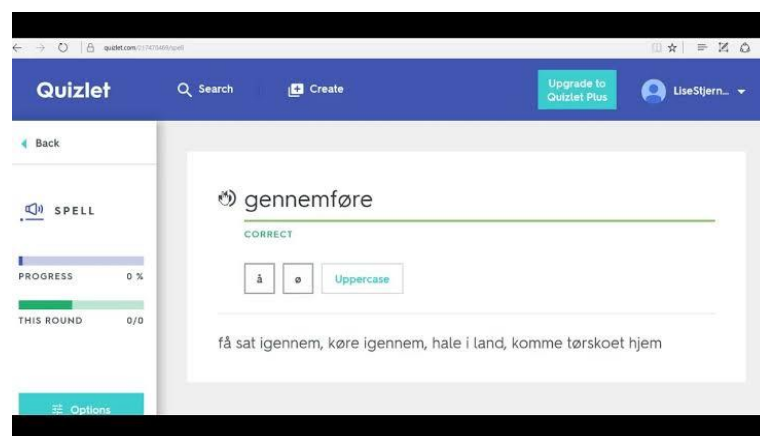 quizlet.com
Quizlet
Search
Create
Upgrade to
Quizlet Plus
LiseStjern...
Back
SPELL
gennemføre
CORRECT
å
ø
Uppercase
PROGRESS 0 %
THIS ROUND 0/0
få sat igennem, køre igennem, hale i land, komme tørskoet hjem
Options